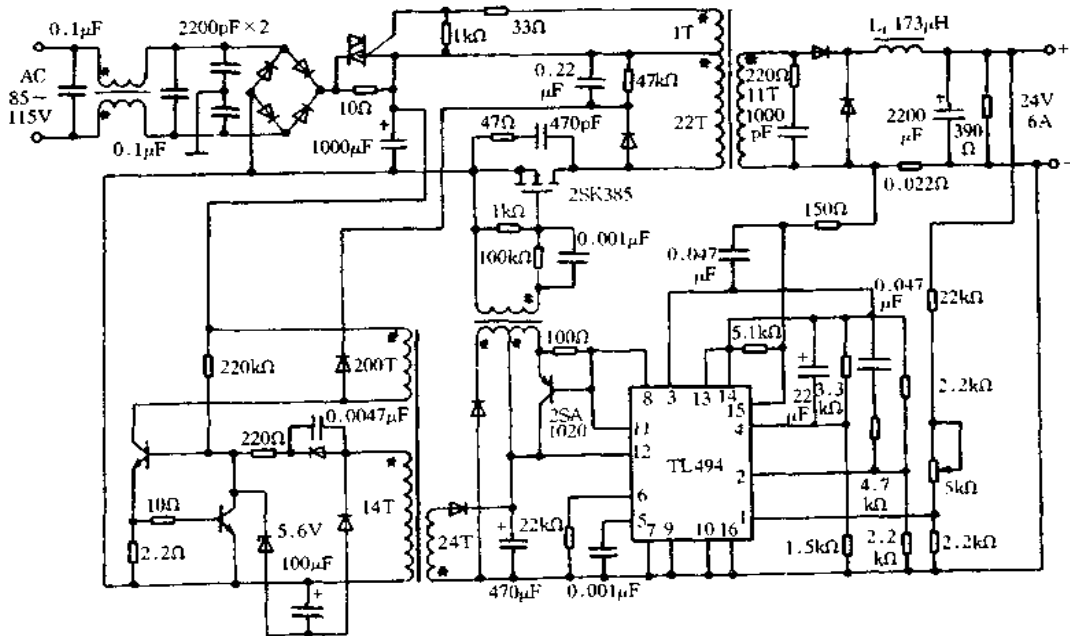 0.1μF
2200pF×2
33Ω
1kΩ
1T
L₁ 173μH
AC
85~
115V
10Ω
0.22
μF
47kΩ
220Ω
11T
1000
pF
22T
2200
μF
390
Ω
24V
6A
+
−
0.1μF
1000μF
47Ω
470pF
2SK385
0.022Ω
1kΩ
0.001μF
100kΩ
150Ω
0.047
μF
0.047
μF
22kΩ
100Ω
5.1kΩ
220kΩ
200T
22
μF
3.3
kΩ
2.2kΩ
8 3 13 14
15
2SA
1020
11
4
0.0047μF
220Ω
12
TL494
2
4.7
kΩ
5kΩ
10Ω
5.6V
14T
6
5
1
22kΩ
24T
7 9 10 16
2.2Ω
100μF
1.5kΩ
2.2
kΩ
2.2kΩ
470μF
0.001μF